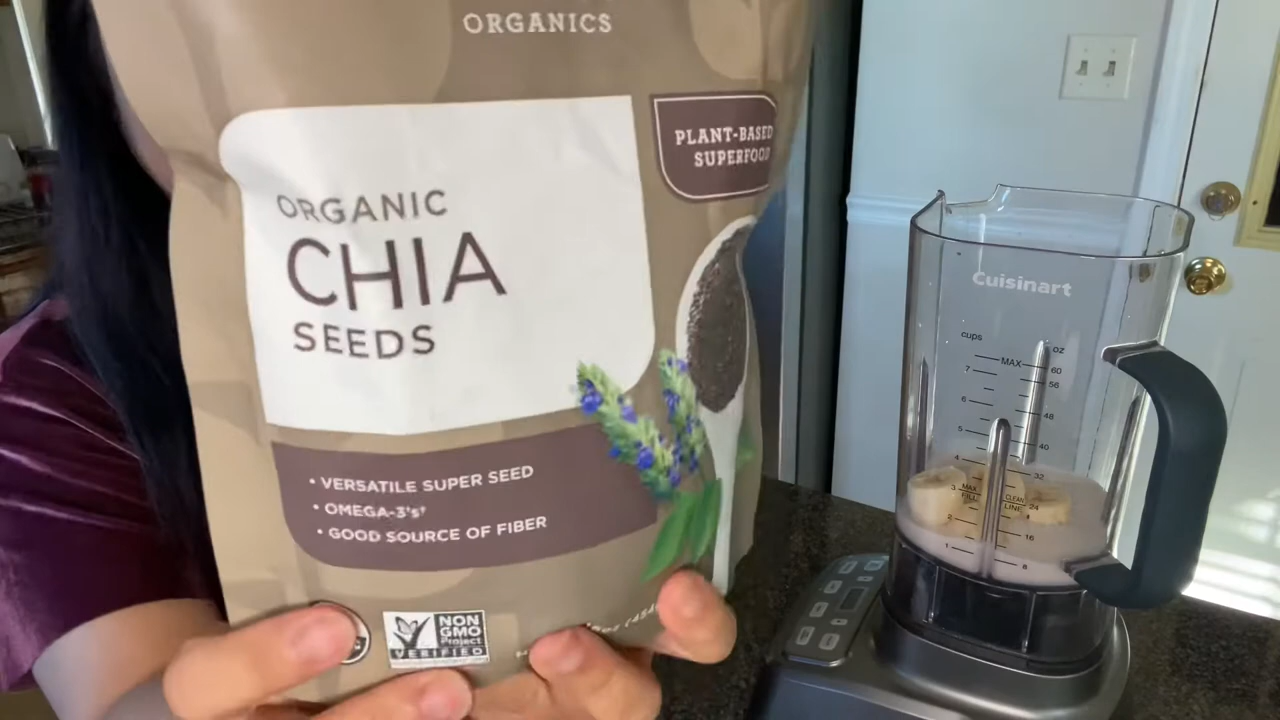 ORGANICS
PLANT-BASED
SUPERFOOD
ORGANIC
CHIA
SEEDS
• VERSATILE SUPER SEED
• OMEGA-3's†
• GOOD SOURCE OF FIBER
NON
GMO
Project
VERIFIED
Cuisinart
cups
oz
MAX
60
7
56
6
48
5
40
4
32
3
MAX
FILL
CLEAN
LINE
24
2
16
1
8